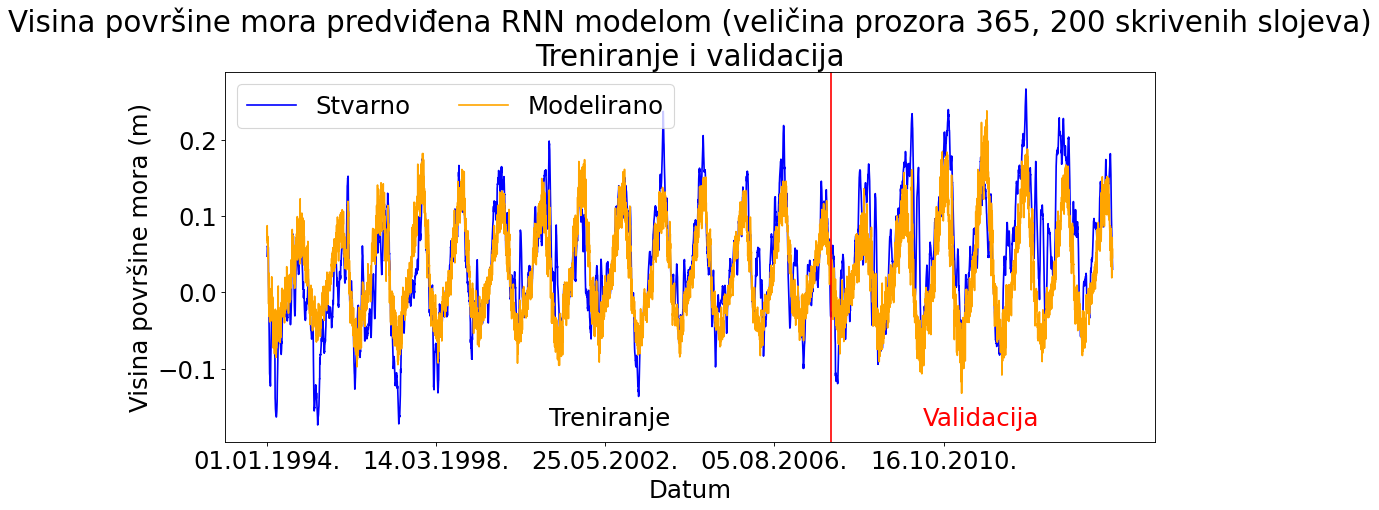 Visina površine mora predviđena RNN modelom (veličina prozora 365, 200 skrivenih slojeva)
Treniranje i validacija
Stvarno Modelirano
Visina površine mora (m)
0.2
0.1
0.0
−0.1
Treniranje Validacija
01.01.1994. 14.03.1998. 25.05.2002. 05.08.2006. 16.10.2010.
Datum